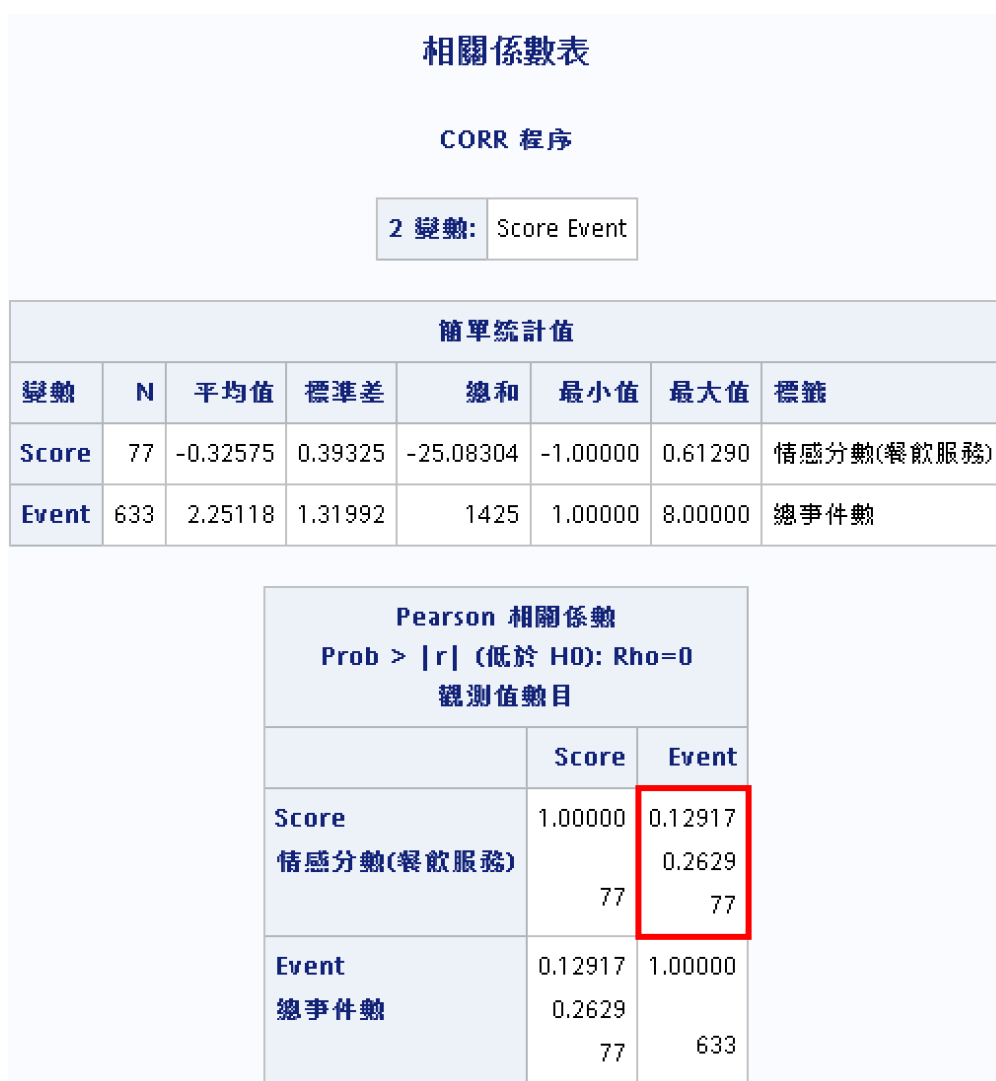 相關係數表
CORR 程序
2 變數: Score Event
簡單統計值
變數 N 平均值 標準差 總和 最小值 最大值 標籤
Score 77 -0.32575 0.39325 -25.08304 -1.00000 0.61290 情感分數(餐飲服務)
Event 633 2.25118 1.31992 1425 1.00000 8.00000 總事件數
Pearson 相關係數
Prob > |r| (低於 H0): Rho=0
觀測值數目
Score Event
Score 1.00000 0.12917
情感分數(餐飲服務) 0.2629
77 77
Event 0.12917 1.00000
總事件數 0.2629
77 633